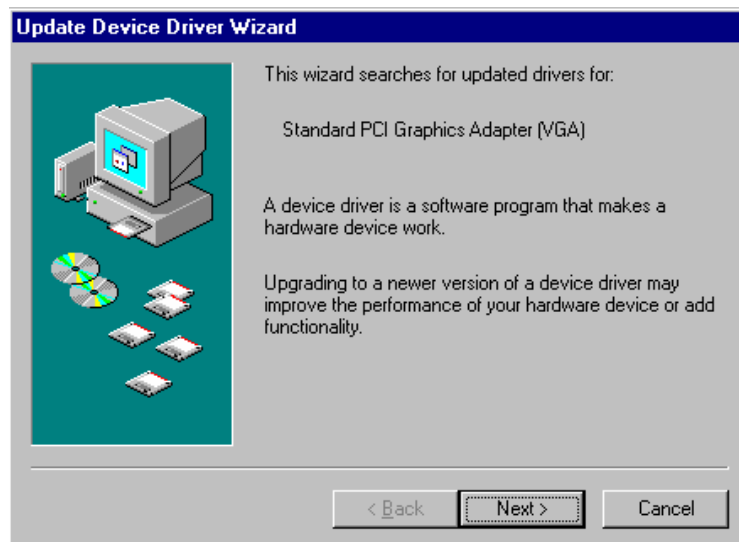 Update Device Driver Wizard
This wizard searches for updated drivers for:
Standard PCI Graphics Adapter (VGA)
A device driver is a software program that makes a
hardware device work.
Upgrading to a newer version of a device driver may
improve the performance of your hardware device or add
functionality.
< Back
Next >
Cancel